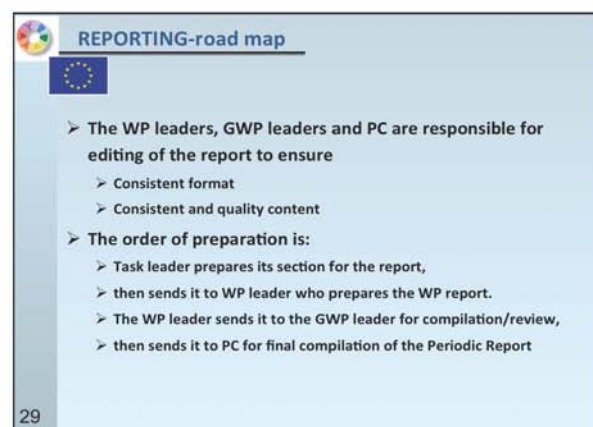 REPORTING-road map
➢ The WP leaders, GWP leaders and PC are responsible for
editing of the report to ensure
➢ Consistent format
➢ Consistent and quality content
➢ The order of preparation is:
➢ Task leader prepares its section for the report,
➢ then sends it to WP leader who prepares the WP report.
➢ The WP leader sends it to the GWP leader for compilation/review,
➢ then sends it to PC for final compilation of the Periodic Report
29